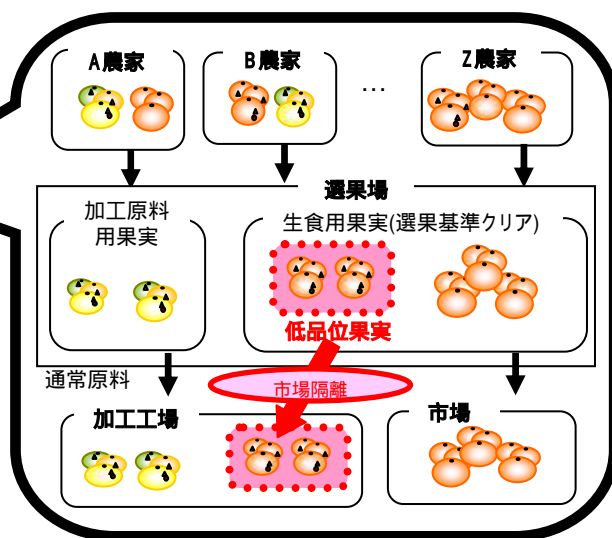 A農家
B農家
…
Z農家
選果場
加工原料
用果実
生食用果実(選果基準クリア)
低品位果実
通常原料
市場隔離
加工工場
市場